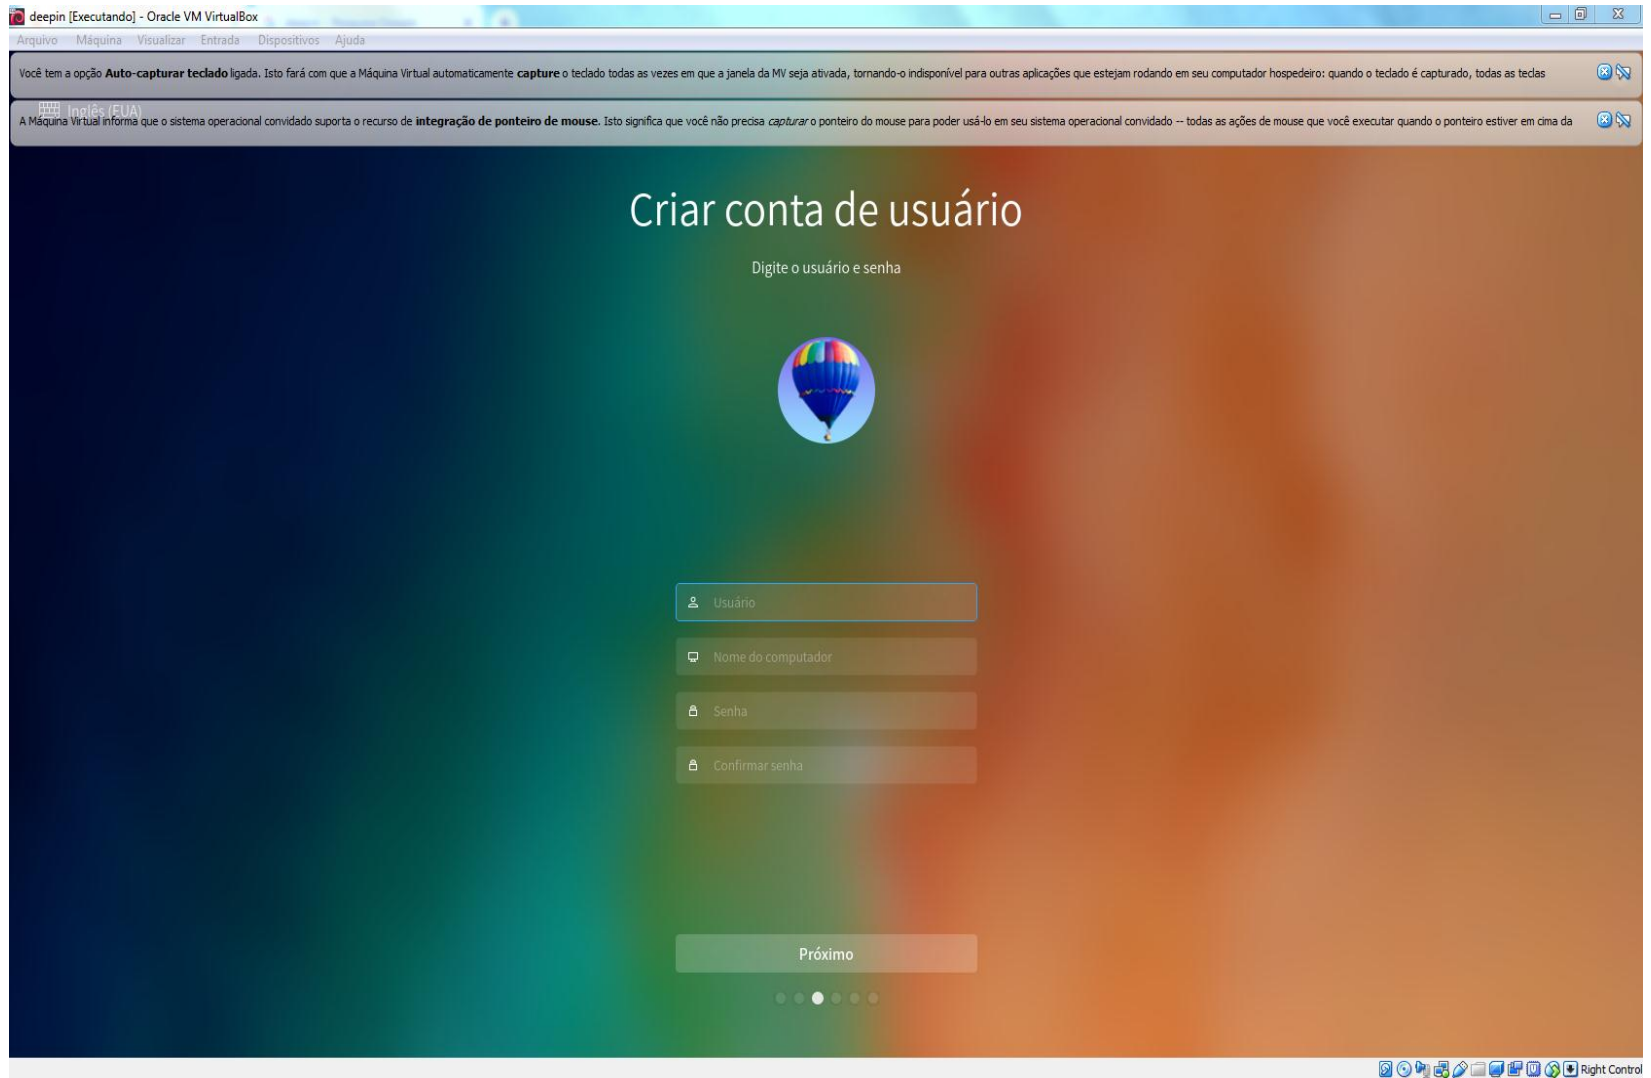 deepin [Executando] - Oracle VM VirtualBox
Arquivo Máquina Visualizar Entrada Dispositivos Ajuda
Você tem a opção Auto-capturar teclado ligada. Isto fará com que a Máquina Virtual automaticamente capture o teclado todas as vezes em que a janela da MV seja ativada, tornando-o indisponível para outras aplicações que estejam rodando em seu computador hospedeiro: quando o teclado é capturado, todas as teclas
Inglês (EUA)
A Máquina Virtual informa que o sistema operacional convidado suporta o recurso de integração de ponteiro de mouse. Isto significa que você não precisa capturar o ponteiro do mouse para poder usá-lo em seu sistema operacional convidado -- todas as ações de mouse que você executar quando o ponteiro estiver em cima da
Criar conta de usuário
Digite o usuário e senha
Usuário
Nome do computador
Senha
Confirmar senha
Próximo
Right Control